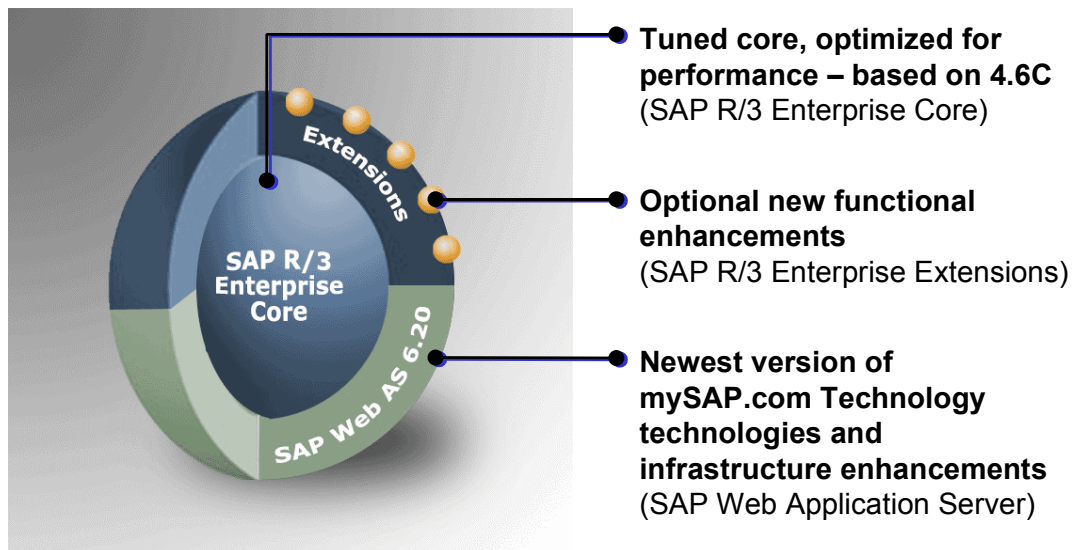 Tuned core, optimized for
performance – based on 4.6C
(SAP R/3 Enterprise Core)
Extensions
Optional new functional
enhancements
(SAP R/3 Enterprise Extensions)
SAP R/3
Enterprise
Core
SAP Web AS 6.20
Newest version of
mySAP.com Technology
technologies and
infrastructure enhancements
(SAP Web Application Server)